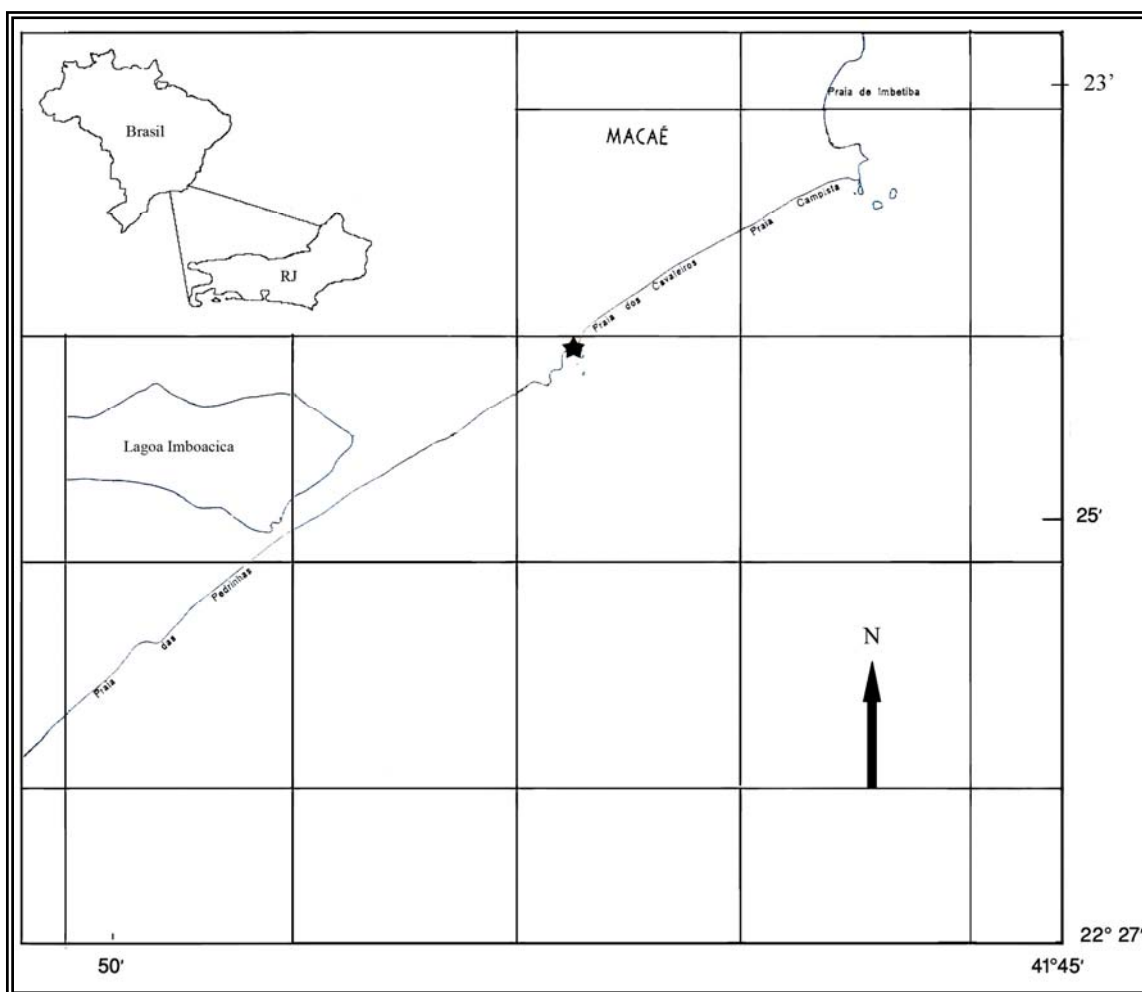 Brasil
RJ
MACAÉ
Praia de Imbetiba
23'
Praia Campista
Praia dos Cavaleiros
Lagoa Imboacica
25'
Praia das Pedrinhas
N
22° 27'
50'
41°45'